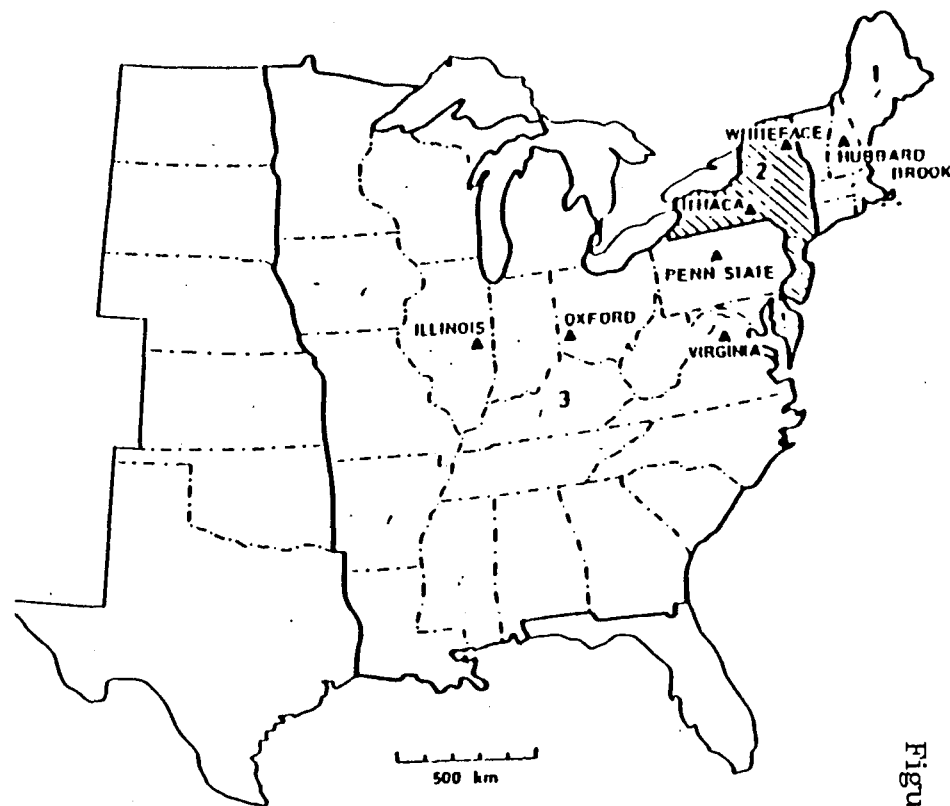 1
WHITEFACE
HUBBARD
BROOK
2
ITHACA
PENN STATE
ILLINOIS
OXFORD
VIRGINIA
3
500 km
Figu